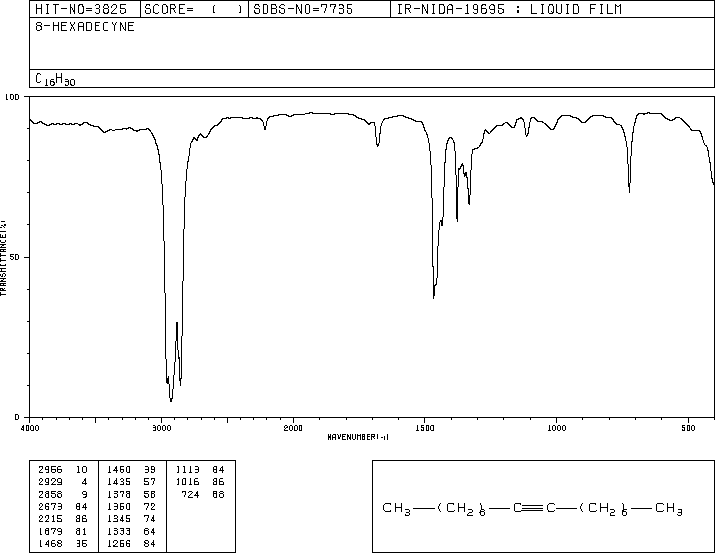 HIT-NO=3825 SCORE= ( ) SDBS-NO=7735 IR-NIDA-19695 : LIQUID FILM
8-HEXADECYNE
C16H30
100
50
0
TRANSMITTANCE(%)
4000 3000 2000 1500 1000 500
WAVENUMBER(-1)
2956 10 1460 39 1113 84
2929 4 1435 57 1016 86
2858 9 1378 58 724 68
2673 84 1360 72
2215 86 1345 74
1679 81 1333 64
1468 35 1256 84
CH3—(CH2)6—C≡C—(CH2)6—CH3